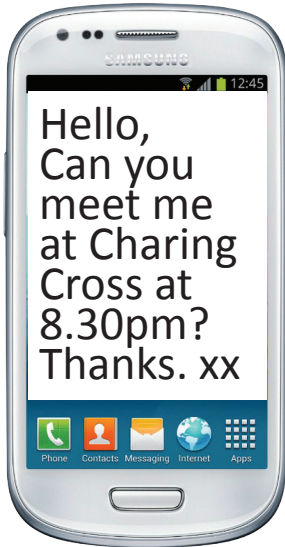 SAMSUNG
12:45
Hello,
Can you
meet me
at Charing
Cross at
8.30pm?
Thanks. xx
Phone Contacts Messaging Internet Apps